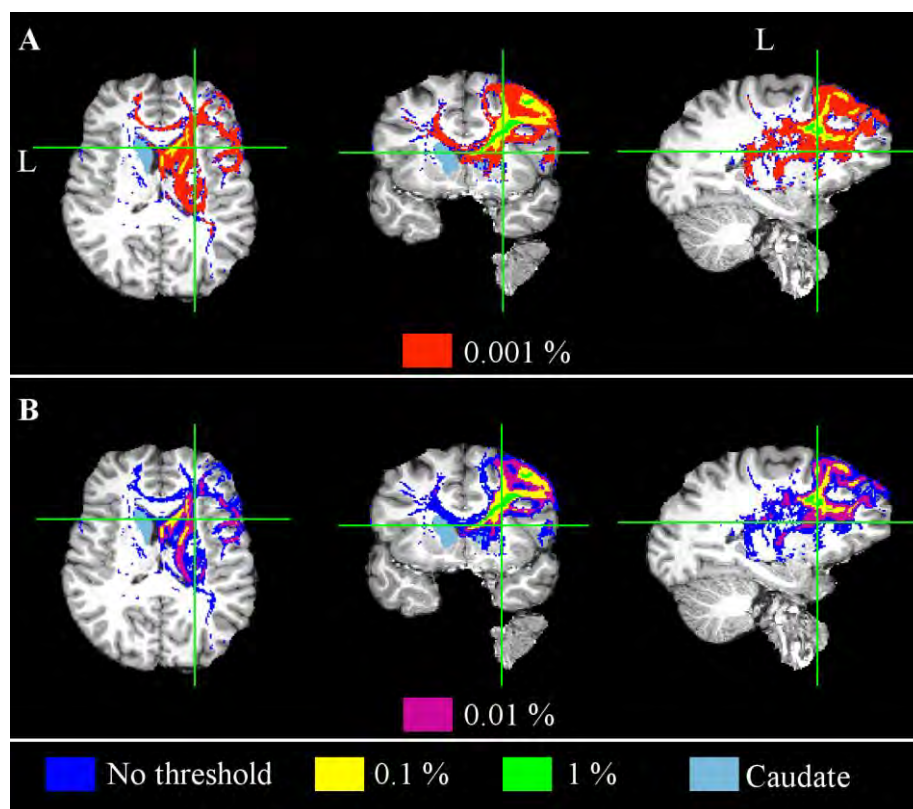 A
L
L
0.001 %
B
0.01 %
No threshold
0.1 %
1 %
Caudate